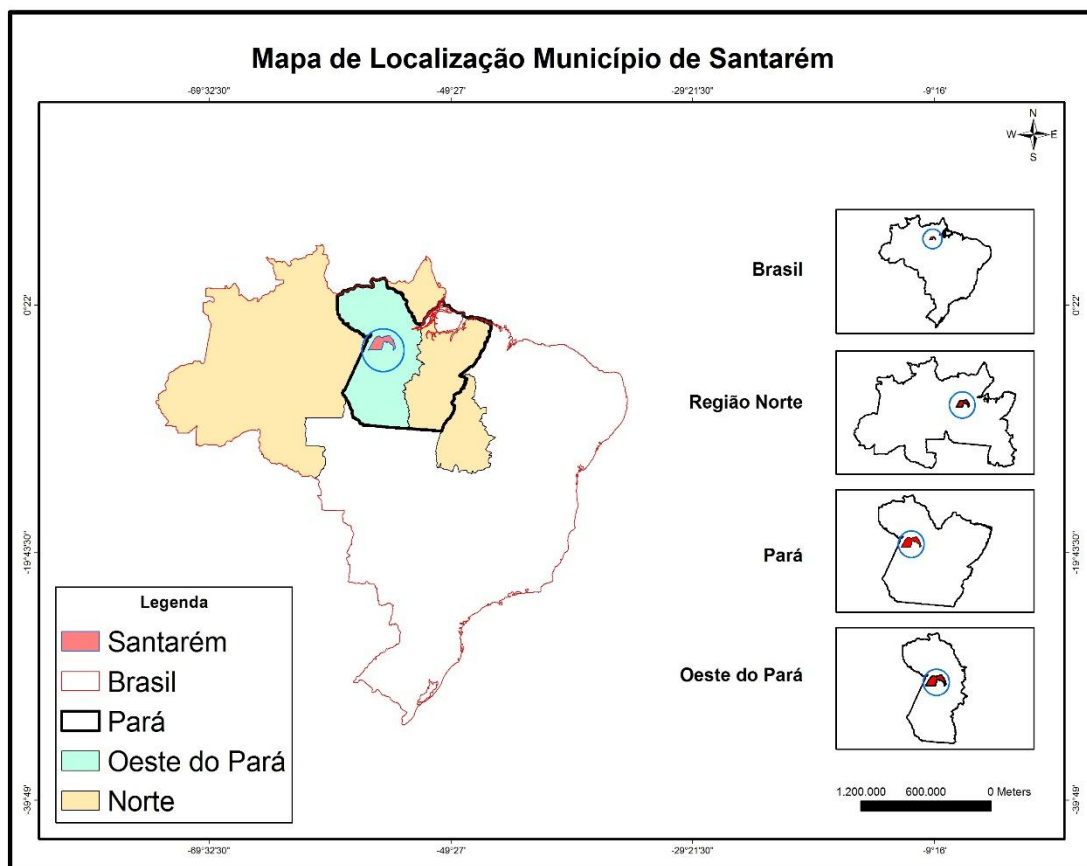 Mapa de Localização Município de Santarém
-69°32'30"
-49°27'
-29°21'30"
-9°16'
N
W
E
S
0°22'
0°22'
Brasil
Região Norte
Pará
Oeste do Pará
-19°43'30"
-19°43'30"
Legenda
Santarém
Brasil
Pará
Oeste do Pará
Norte
1.200.000 600.000 0 Meters
-39°49'
-39°49'
-69°32'30"
-49°27'
-29°21'30"
-9°16'